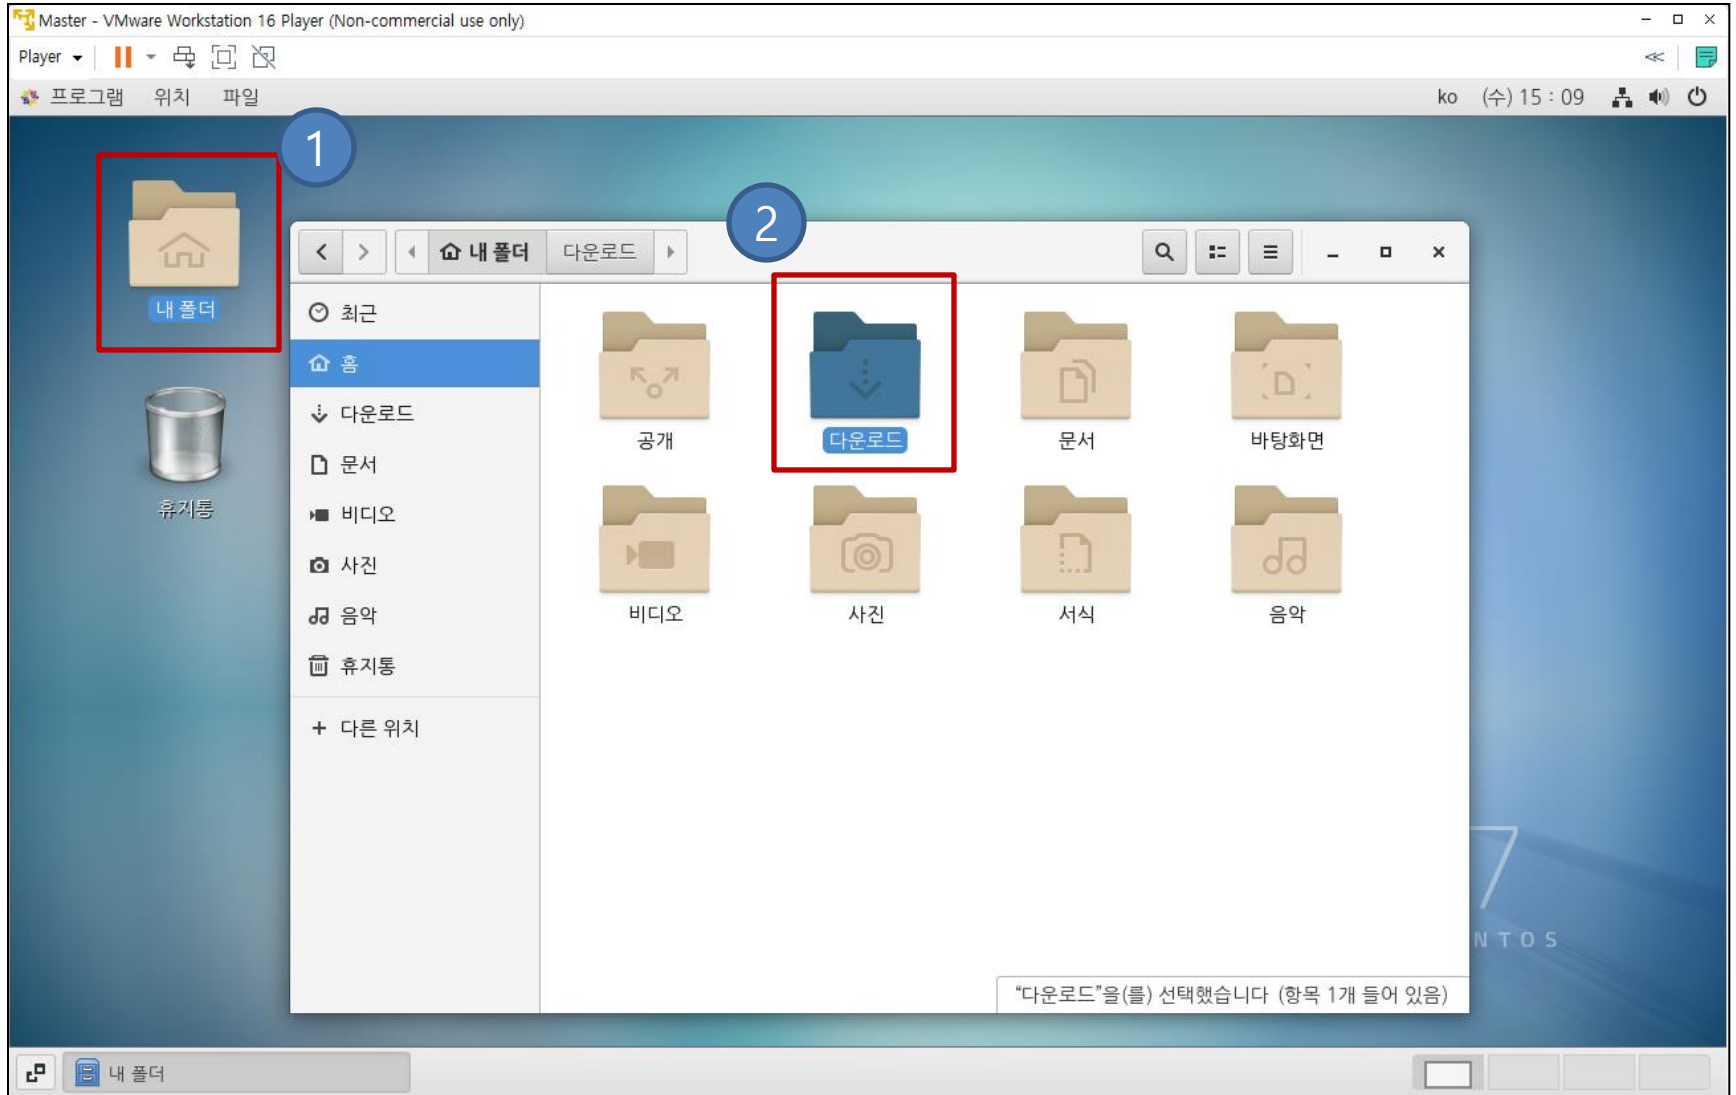 Master - VMware Workstation 16 Player (Non-commercial use only)
Player
프로그램 위치 파일 ko (수) 15 : 09
1
2
내 폴더 다운로드
내 폴더
휴지통
최근
홈
다운로드
문서
비디오
사진
음악
휴지통
+ 다른 위치
공개 다운로드 문서 바탕화면
비디오 사진 서식 음악
7
NTOS
“다운로드”을(를) 선택했습니다 (항목 1개 들어 있음)
내 폴더